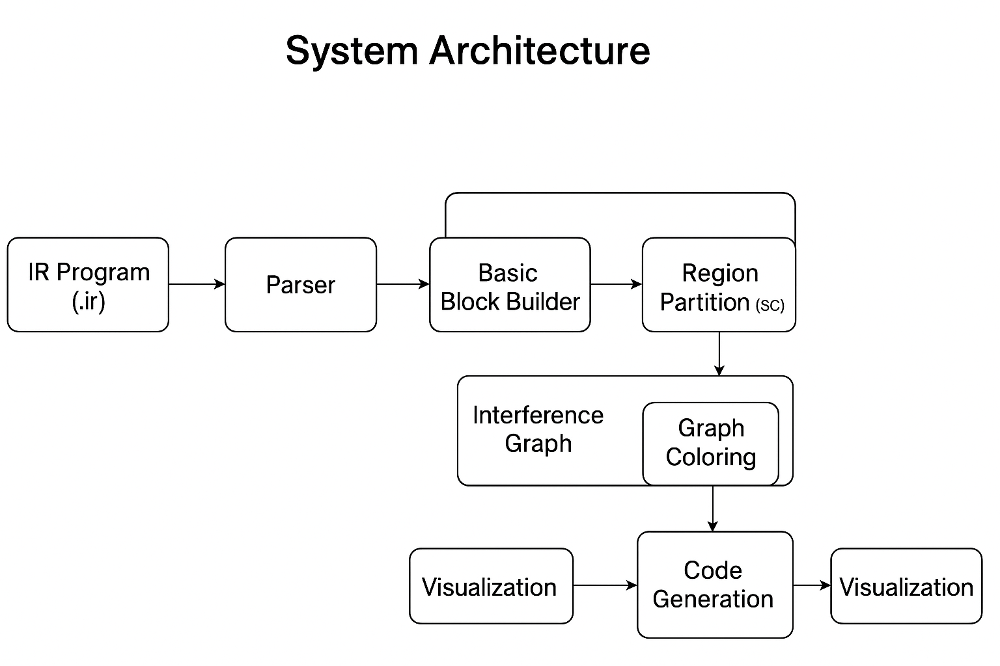 System Architecture
IR Program
(.ir)
Parser
Basic
Block Builder
Region
Partition (SC)
Interference
Graph
Graph
Coloring
Visualization
Code
Generation
Visualization